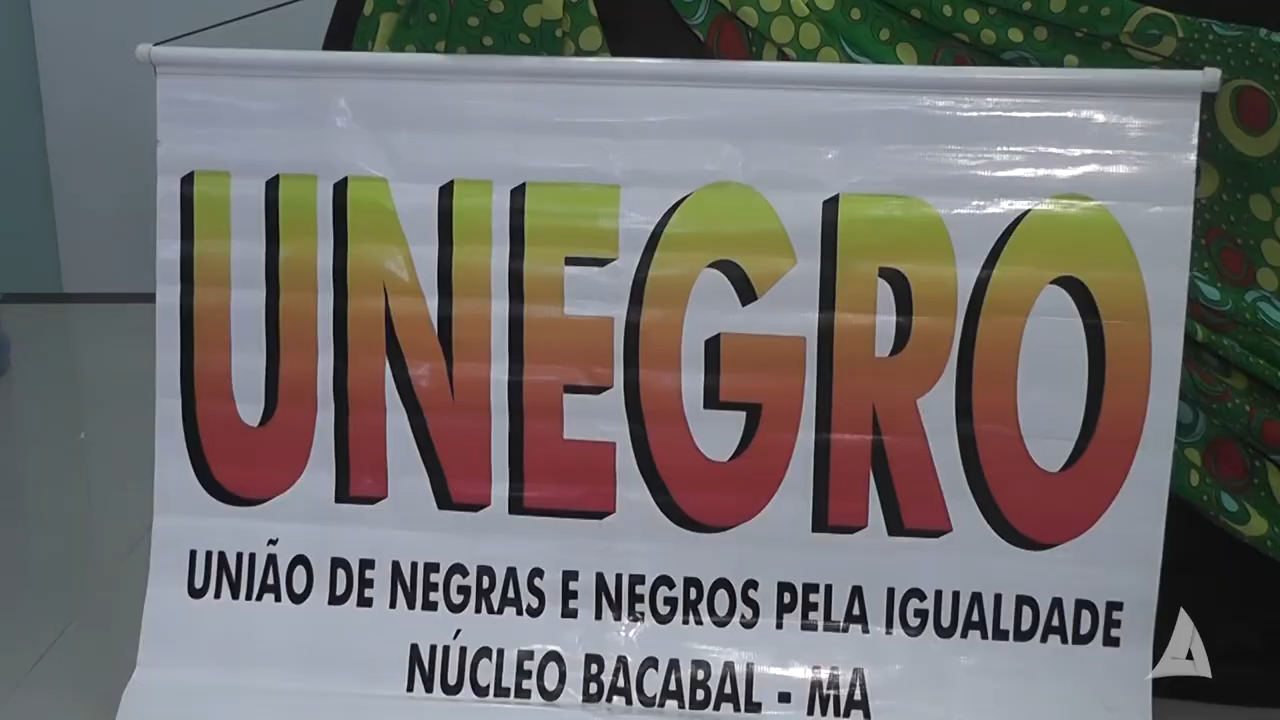 UNEGRO
UNIÃO DE NEGRAS E NEGROS PELA IGUALDADE
NÚCLEO BACABAL - MA